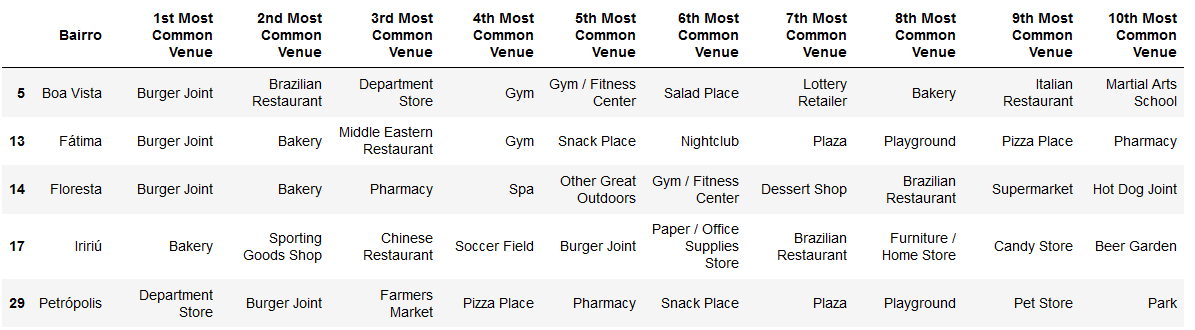 Bairro 1st Most Common Venue 2nd Most Common Venue 3rd Most Common Venue 4th Most Common Venue 5th Most Common Venue 6th Most Common Venue 7th Most Common Venue 8th Most Common Venue 9th Most Common Venue 10th Most Common Venue
5 Boa Vista Burger Joint Brazilian Restaurant Department Store Gym Gym / Fitness Center Salad Place Lottery Retailer Bakery Italian Restaurant Martial Arts School
13 Fátima Burger Joint Bakery Middle Eastern Restaurant Gym Snack Place Nightclub Plaza Playground Pizza Place Pharmacy
14 Floresta Burger Joint Bakery Pharmacy Spa Other Great Outdoors Gym / Fitness Center Dessert Shop Brazilian Restaurant Supermarket Hot Dog Joint
17 Iririú Bakery Sporting Goods Shop Chinese Restaurant Soccer Field Burger Joint Paper / Office Supplies Store Brazilian Restaurant Furniture / Home Store Candy Store Beer Garden
29 Petrópolis Department Store Burger Joint Farmers Market Pizza Place Pharmacy Snack Place Plaza Playground Pet Store Park